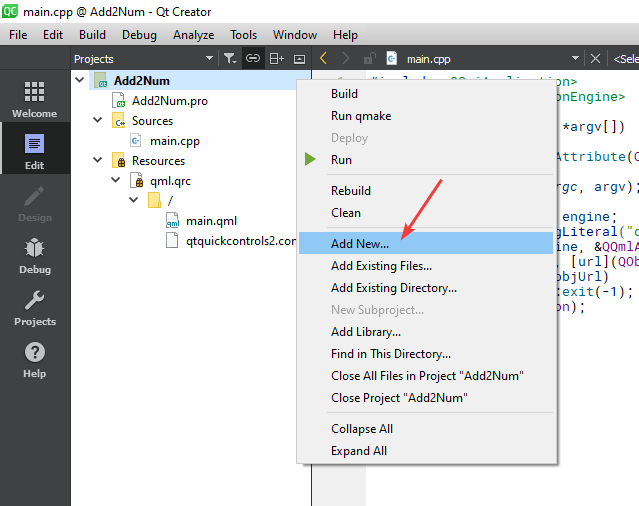 main.cpp @ Add2Num - Qt Creator
File Edit Build Debug Analyze Tools Window Help
Projects
main.cpp
<Sele
Welcome
Edit
Design
Debug
Projects
Help
Add2Num
Add2Num.pro
Sources
main.cpp
Resources
qml.qrc
/
main.qml
qtquickcontrols2.con
Build
Run qmake
Deploy
Run
Rebuild
Clean
Add New...
Add Existing Files...
Add Existing Directory...
New Subproject...
Add Library...
Find in This Directory...
Close All Files in Project "Add2Num"
Close Project "Add2Num"
Collapse All
Expand All
onEngine>
*argv[])
Attribute(
rgc, argv);
engine;
gLiteral("
ine, &QQmlA
, [url](QOb
objUrl)
:exit(-1);
on);